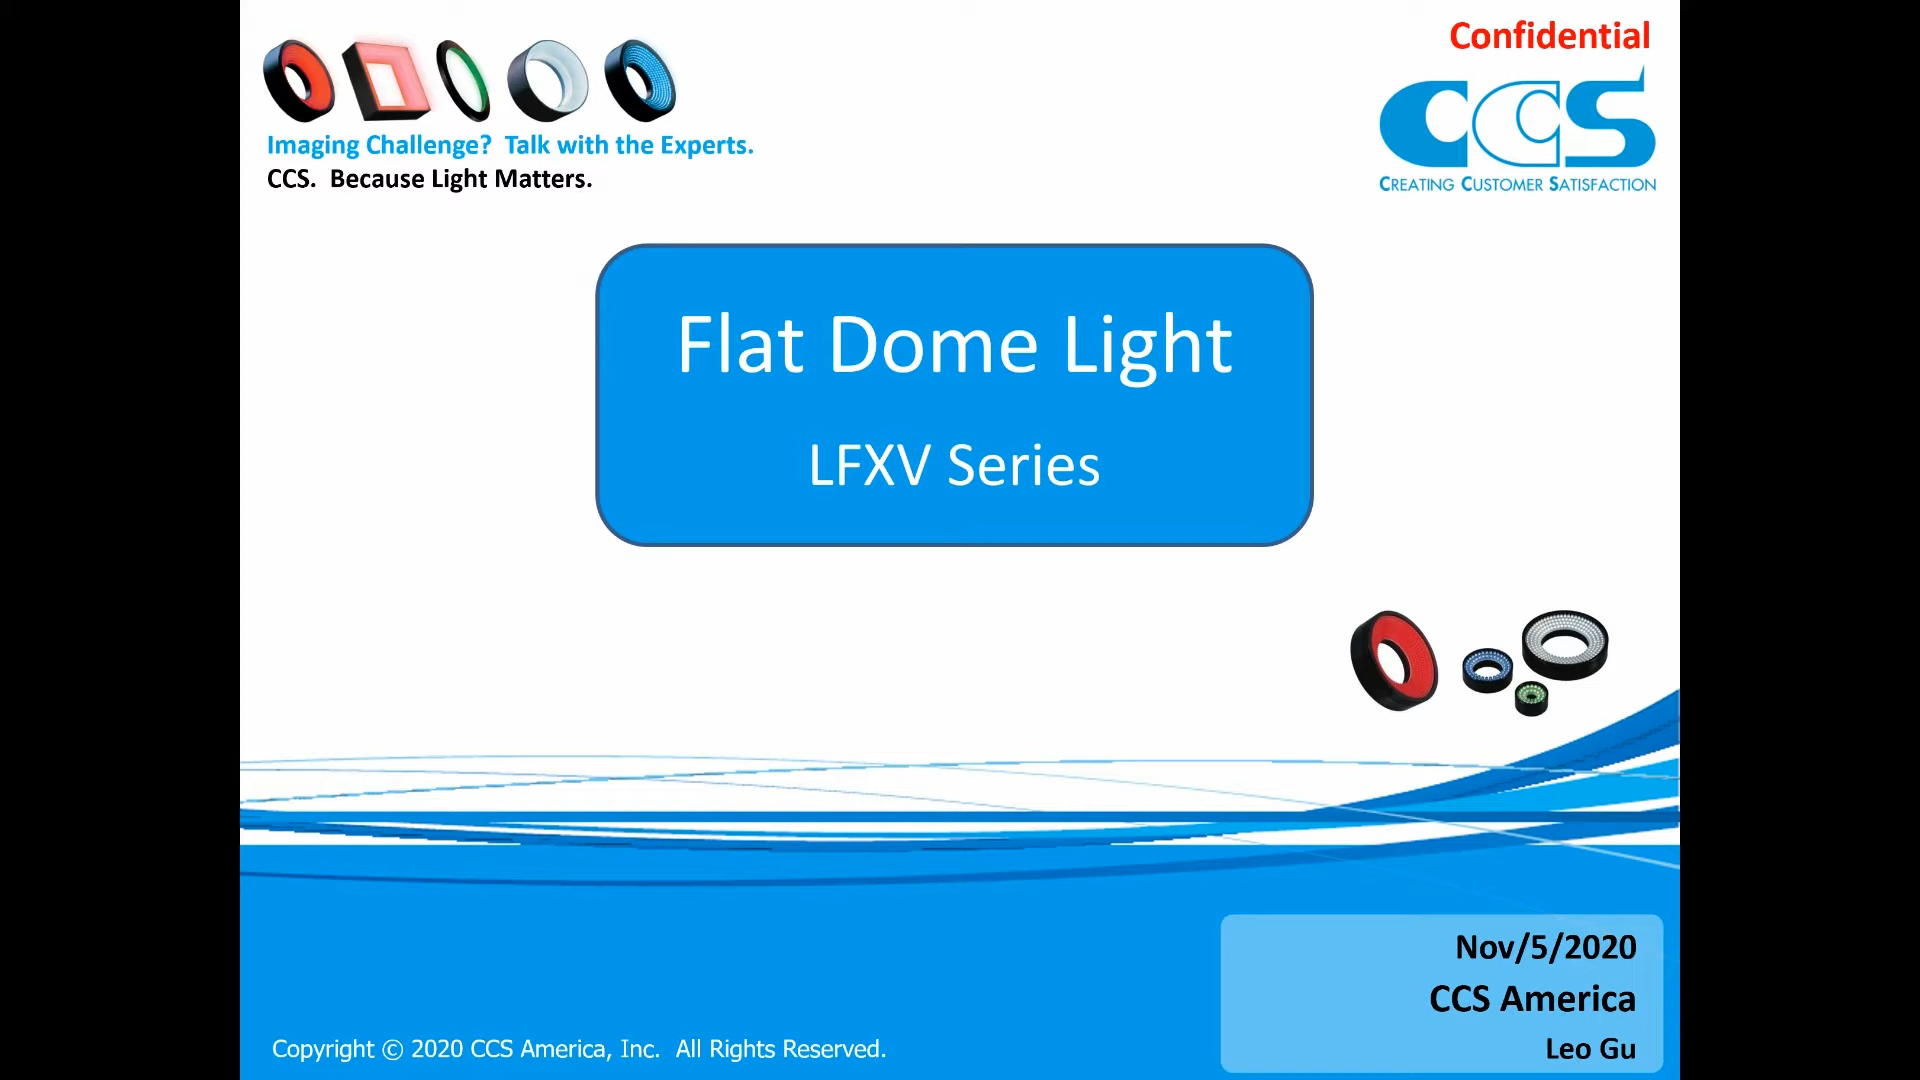 Confidential
CCS
CREATING CUSTOMER SATISFACTION
Imaging Challenge?  Talk with the Experts.
CCS.  Because Light Matters.
Flat Dome Light
LFXV Series
Nov/5/2020
CCS America
Leo Gu
Copyright © 2020 CCS America, Inc.  All Rights Reserved.